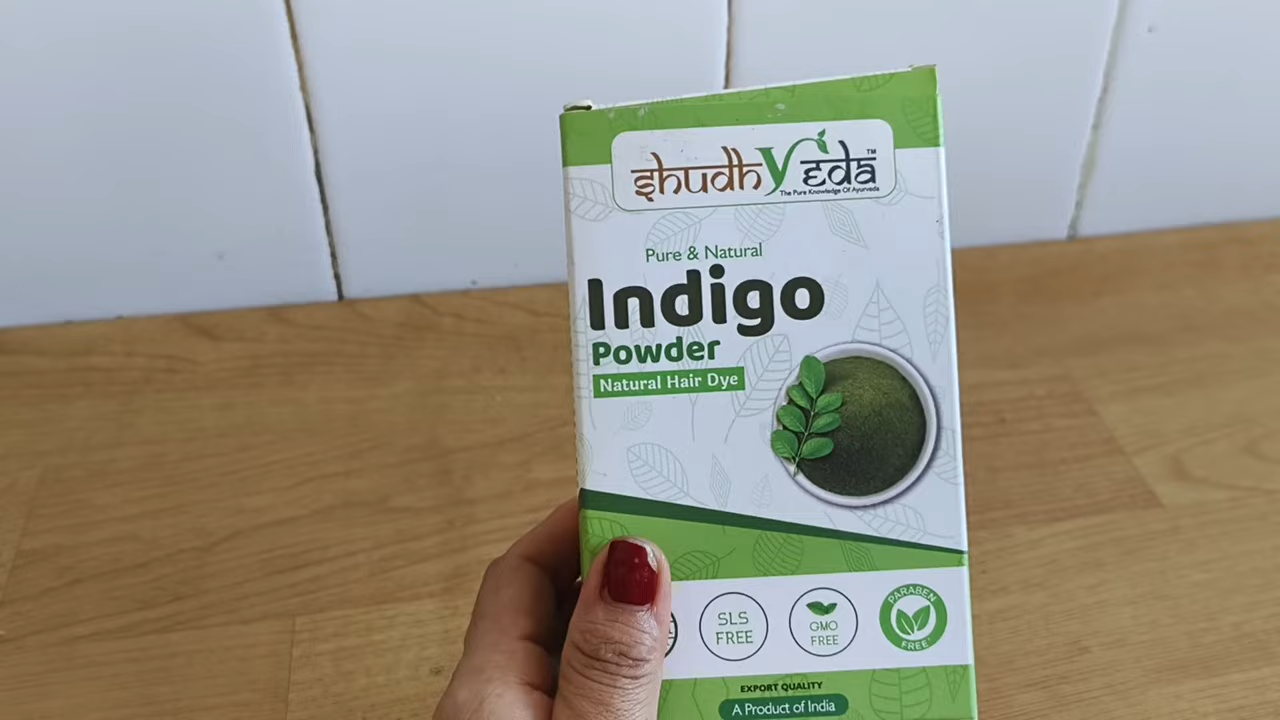 shudhyeda™
The Pure Knowledge Of Ayurveda
Pure & Natural
Indigo
Powder
Natural Hair Dye
SLS
FREE
GMO
FREE
PARABEN
FREE
EXPORT QUALITY
A Product of India